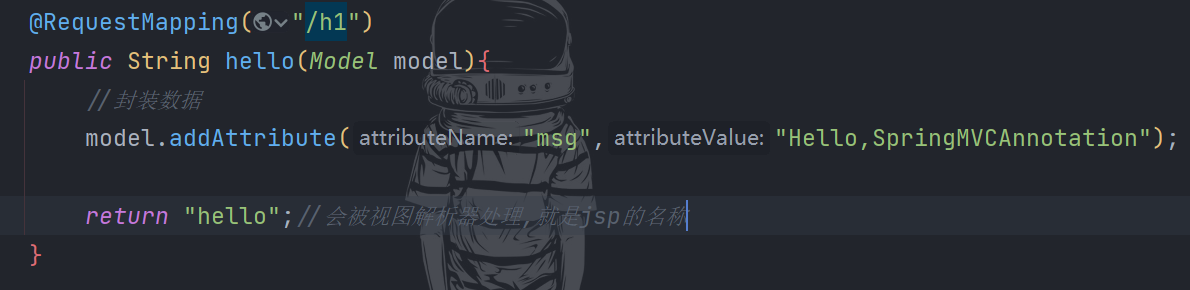 @RequestMapping("/h1")
public String hello(Model model){
//封装数据
model.addAttribute( attributeName: "msg", attributeValue: "Hello,SpringMVCAnnotation");
return "hello";//会被视图解析器处理,就是jsp的名称
}